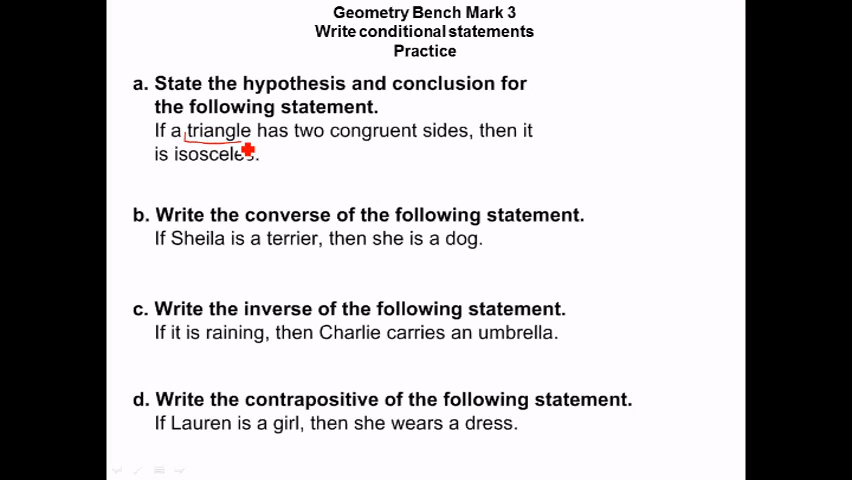 Geometry Bench Mark 3
Write conditional statements
Practice
a. State the hypothesis and conclusion for
the following statement.
If a triangle has two congruent sides, then it
is isosceles.
b. Write the converse of the following statement.
If Sheila is a terrier, then she is a dog.
c. Write the inverse of the following statement.
If it is raining, then Charlie carries an umbrella.
d. Write the contrapositive of the following statement.
If Lauren is a girl, then she wears a dress.